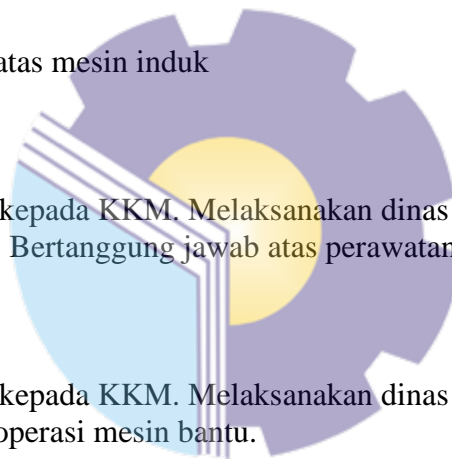 atas mesin induk
kepada KKM. Melaksanakan dinas
Bertanggung jawab atas perawatan
kepada KKM. Melaksanakan dinas
operasi mesin bantu.